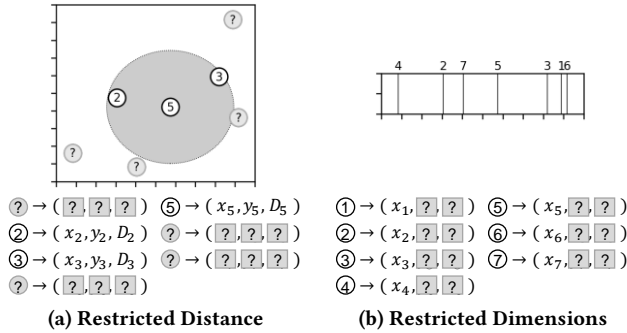 ?
4 2 7 5 3 1 6
3
2
5
?
?
?
? → ( ?, ?, ? ) ⑤ → ( x₅, y₅, D₅ )
② → ( x₂, y₂, D₂ ) ? → ( ?, ?, ? )
③ → ( x₃, y₃, D₃ ) ? → ( ?, ?, ? )
? → ( ?, ?, ? )
① → ( x₁, ?, ? ) ⑤ → ( x₅, ?, ? )
② → ( x₂, ?, ? ) ⑥ → ( x₆, ?, ? )
③ → ( x₃, ?, ? ) ⑦ → ( x₇, ?, ? )
④ → ( x₄, ?, ? )
(a) Restricted Distance
(b) Restricted Dimensions